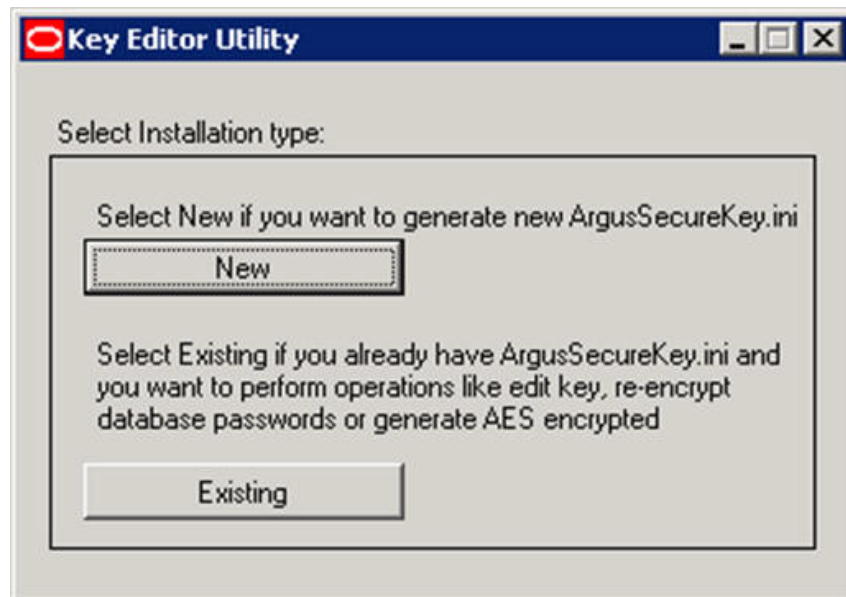 Key Editor Utility
Select Installation type:
Select New if you want to generate new ArgusSecureKey.ini
New
Select Existing if you already have ArgusSecureKey.ini and
you want to perform operations like edit key, re-encrypt
database passwords or generate AES encrypted
Existing